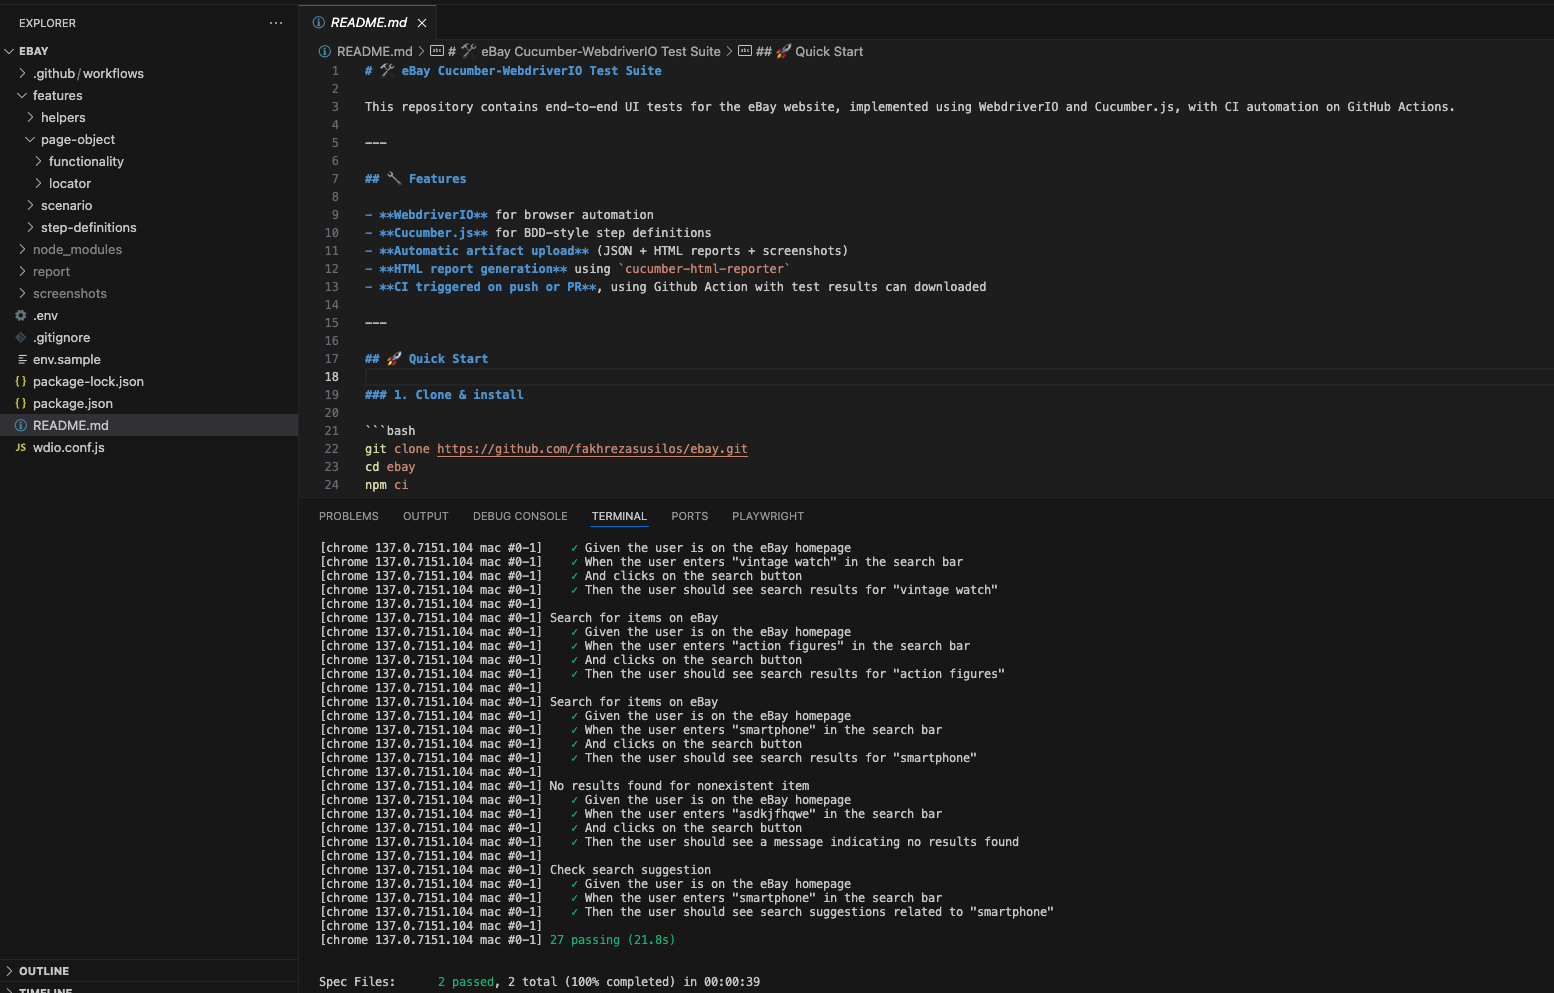 EXPLORER
EBAY
.github/workflows
features
helpers
page-object
functionality
locator
scenario
step-definitions
node_modules
report
screenshots
.env
.gitignore
env.sample
package-lock.json
package.json
README.md
JS wdio.conf.js
OUTLINE
TIMELINE
README.md
README.md > # 🛠️ eBay Cucumber-WebdriverIO Test Suite > ## 🚀 Quick Start
1 # 🛠️ eBay Cucumber-WebdriverIO Test Suite
2
3 This repository contains end-to-end UI tests for the eBay website, implemented using WebdriverIO and Cucumber.js, with CI automation on GitHub Actions.
4
5 ---
6
7 ## 🔧 Features
8
9 - **WebdriverIO** for browser automation
10 - **Cucumber.js** for BDD-style step definitions
11 - **Automatic artifact upload** (JSON + HTML reports + screenshots)
12 - **HTML report generation** using `cucumber-html-reporter`
13 - **CI triggered on push or PR**, using Github Action with test results can downloaded
14
15 ---
16
17 ## 🚀 Quick Start
18
19 ### 1. Clone & install
20
21 ```bash
22 git clone https://github.com/fakhrezasusilos/ebay.git
23 cd ebay
24 npm ci
PROBLEMS OUTPUT DEBUG CONSOLE TERMINAL PORTS PLAYWRIGHT
[chrome 137.0.7151.104 mac #0-1] ✓ Given the user is on the eBay homepage
[chrome 137.0.7151.104 mac #0-1] ✓ When the user enters "vintage watch" in the search bar
[chrome 137.0.7151.104 mac #0-1] ✓ And clicks on the search button
[chrome 137.0.7151.104 mac #0-1] ✓ Then the user should see search results for "vintage watch"
[chrome 137.0.7151.104 mac #0-1]
[chrome 137.0.7151.104 mac #0-1] Search for items on eBay
[chrome 137.0.7151.104 mac #0-1] ✓ Given the user is on the eBay homepage
[chrome 137.0.7151.104 mac #0-1] ✓ When the user enters "action figures" in the search bar
[chrome 137.0.7151.104 mac #0-1] ✓ And clicks on the search button
[chrome 137.0.7151.104 mac #0-1] ✓ Then the user should see search results for "action figures"
[chrome 137.0.7151.104 mac #0-1]
[chrome 137.0.7151.104 mac #0-1] Search for items on eBay
[chrome 137.0.7151.104 mac #0-1] ✓ Given the user is on the eBay homepage
[chrome 137.0.7151.104 mac #0-1] ✓ When the user enters "smartphone" in the search bar
[chrome 137.0.7151.104 mac #0-1] ✓ And clicks on the search button
[chrome 137.0.7151.104 mac #0-1] ✓ Then the user should see search results for "smartphone"
[chrome 137.0.7151.104 mac #0-1]
[chrome 137.0.7151.104 mac #0-1] No results found for nonexistent item
[chrome 137.0.7151.104 mac #0-1] ✓ Given the user is on the eBay homepage
[chrome 137.0.7151.104 mac #0-1] ✓ When the user enters "asdkjfhqwe" in the search bar
[chrome 137.0.7151.104 mac #0-1] ✓ And clicks on the search button
[chrome 137.0.7151.104 mac #0-1] ✓ Then the user should see a message indicating no results found
[chrome 137.0.7151.104 mac #0-1]
[chrome 137.0.7151.104 mac #0-1] Check search suggestion
[chrome 137.0.7151.104 mac #0-1] ✓ Given the user is on the eBay homepage
[chrome 137.0.7151.104 mac #0-1] ✓ When the user enters "smartphone" in the search bar
[chrome 137.0.7151.104 mac #0-1] ✓ Then the user should see search suggestions related to "smartphone"
[chrome 137.0.7151.104 mac #0-1]
[chrome 137.0.7151.104 mac #0-1] 27 passing (21.8s)
Spec Files: 2 passed, 2 total (100% completed) in 00:00:39